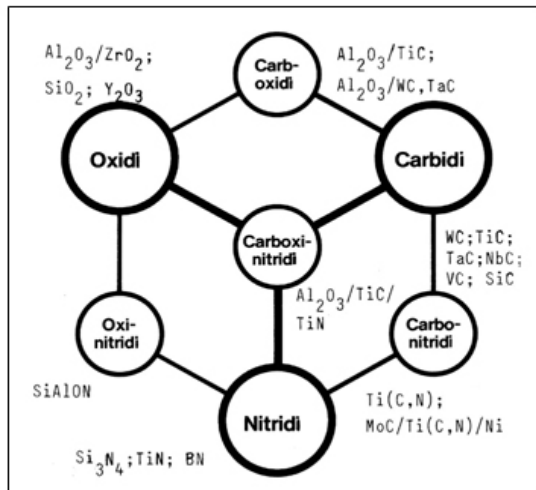 Al₂O₃/ZrO₂;
SiO₂; Y₂O₃
Carb-
oxidi
Al₂O₃/TiC;
Al₂O₃/WC,TaC
Oxidi
Carbidi
Carboxi-
nitridi
WC;TiC;
TaC;NbC;
VC; SiC
Al₂O₃/TiC/
TiN
Oxi-
nitridi
Carbo-
nitridi
SiAlON
Nitridi
Ti(C,N);
MoC/Ti(C,N)/Ni
Si₃N₄;TiN; BN